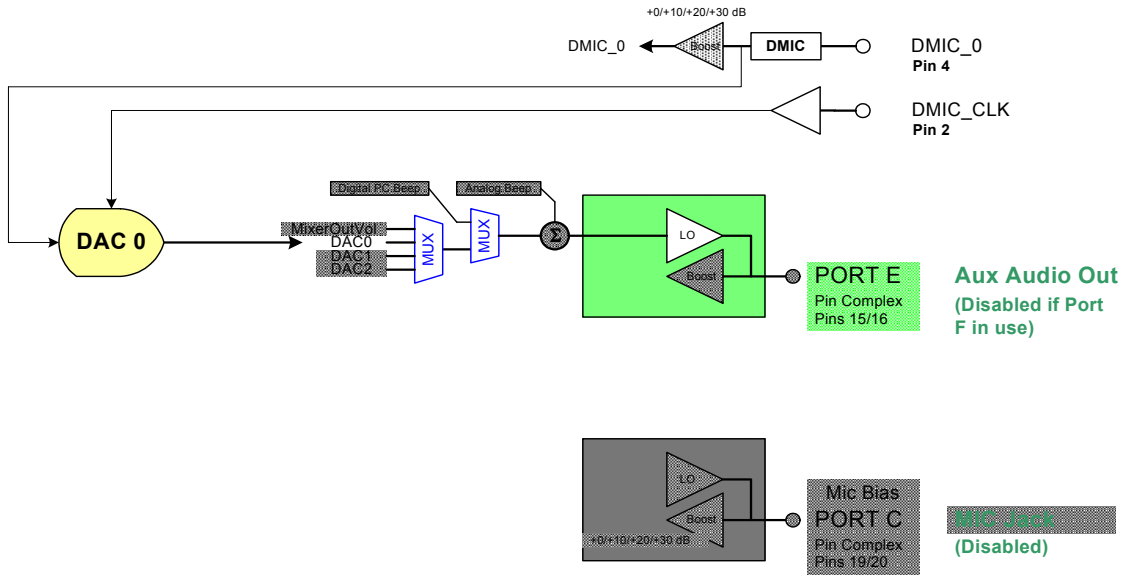 +0/+10/+20/+30 dB
DMIC_0
Boost
DMIC
DMIC_0
Pin 4
DMIC_CLK
Pin 2
Digital PC Beep
Analog Beep
MixerOutVol
DAC0
DAC1
DAC2
MUX
MUX
Σ
DAC 0
LO
Boost
PORT E
Pin Complex
Pins 15/16
Aux Audio Out
(Disabled if Port
F in use)
LO
Boost
+0/+10/+20/+30 dB
Mic Bias
PORT C
Pin Complex
Pins 19/20
MIC Jack
(Disabled)